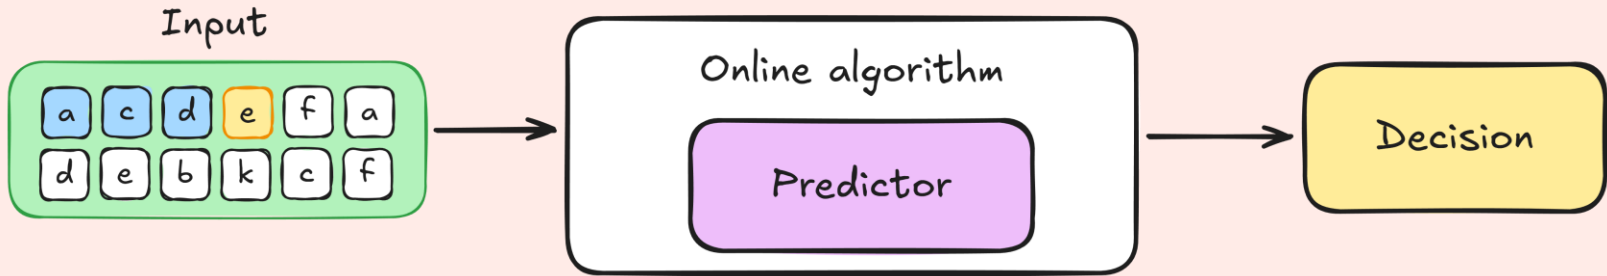 Input
a c d e f a
d e b k c f
Online algorithm
Predictor
Decision